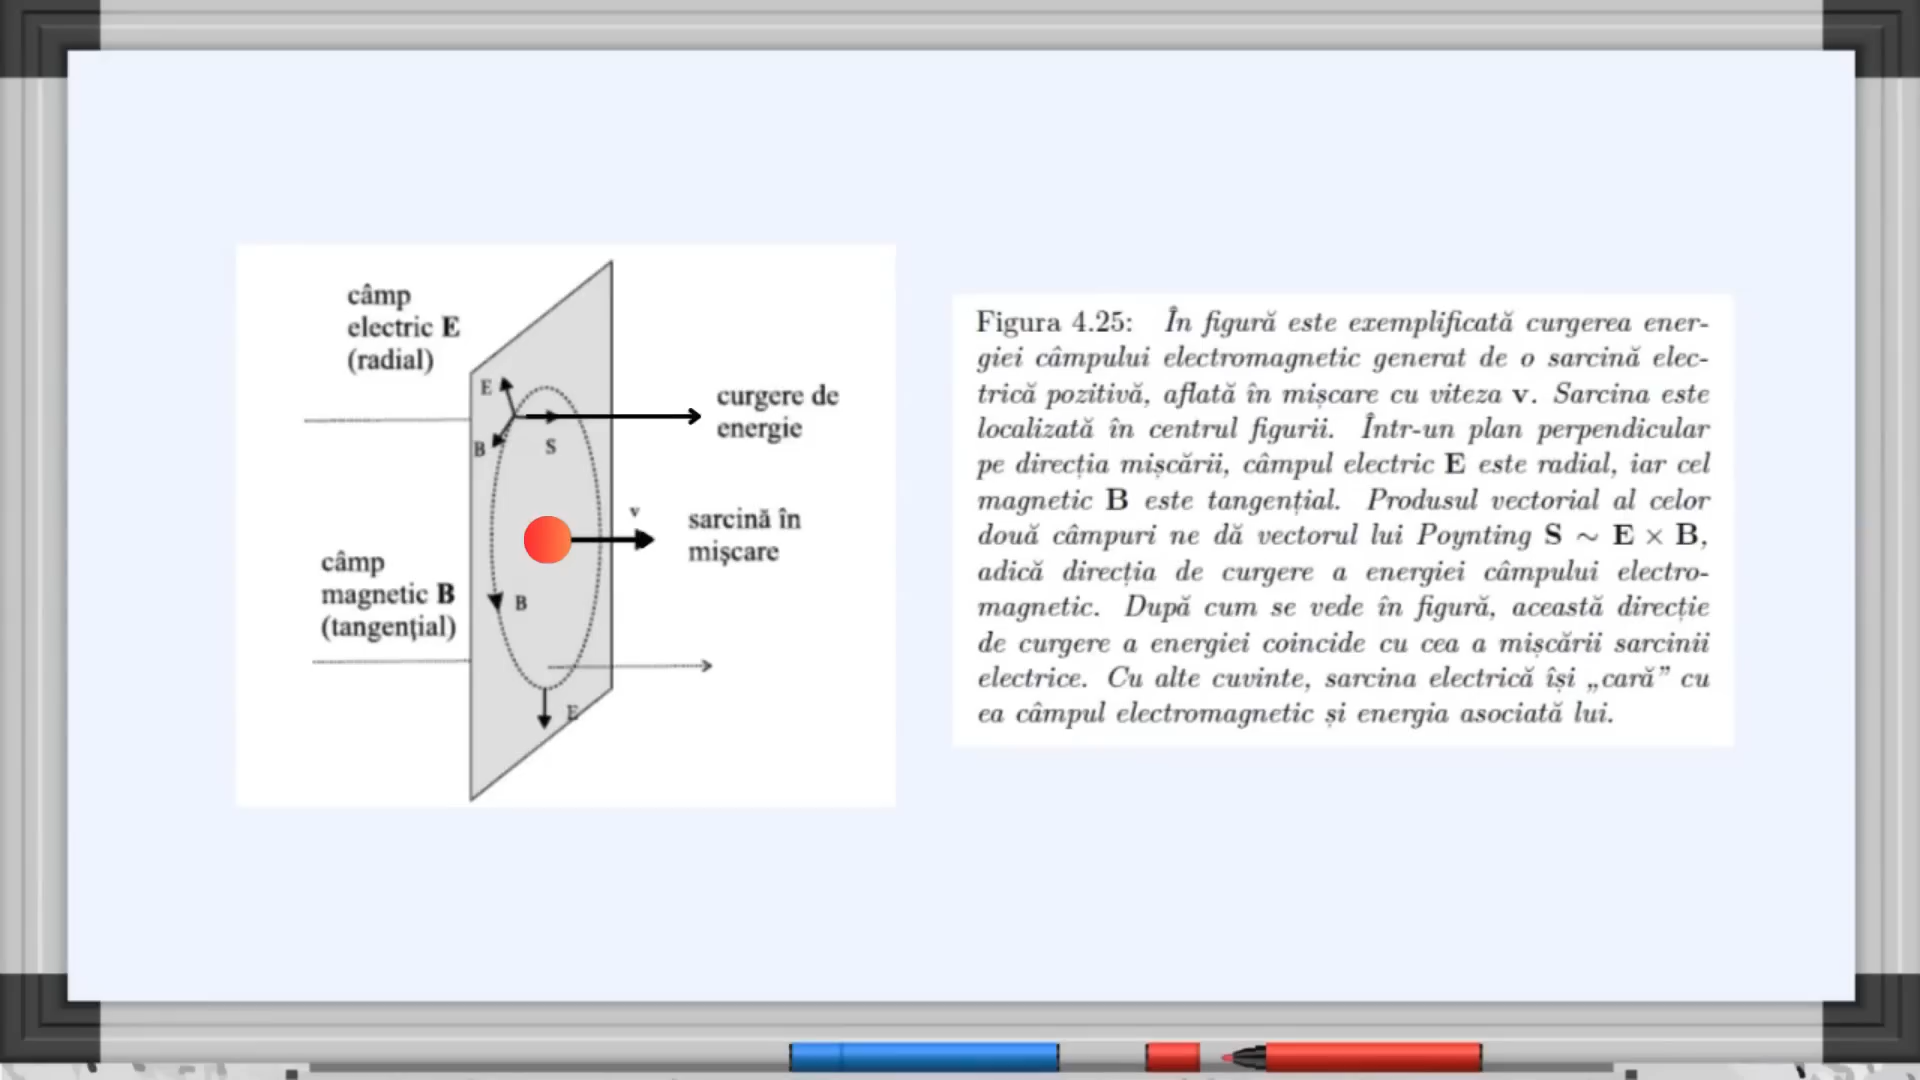 câmp
electric E
(radial)
E
B
S
curgere de
energie
v
sarcină în
mișcare
câmp
magnetic B
(tangențial)
B
E
Figura 4.25: În figură este exemplificată curgerea ener-
giei câmpului electromagnetic generat de o sarcină elec-
trică pozitivă, aflată în mișcare cu viteza v. Sarcina este
localizată în centrul figurii. Într-un plan perpendicular
pe direcția mișcării, câmpul electric E este radial, iar cel
magnetic B este tangențial. Produsul vectorial al celor
două câmpuri ne dă vectorul lui Poynting S ∼ E × B,
adică direcția de curgere a energiei câmpului electro-
magnetic. După cum se vede în figură, această direcție
de curgere a energiei coincide cu cea a mișcării sarcinii
electrice. Cu alte cuvinte, sarcina electrică își „cară” cu
ea câmpul electromagnetic și energia asociată lui.